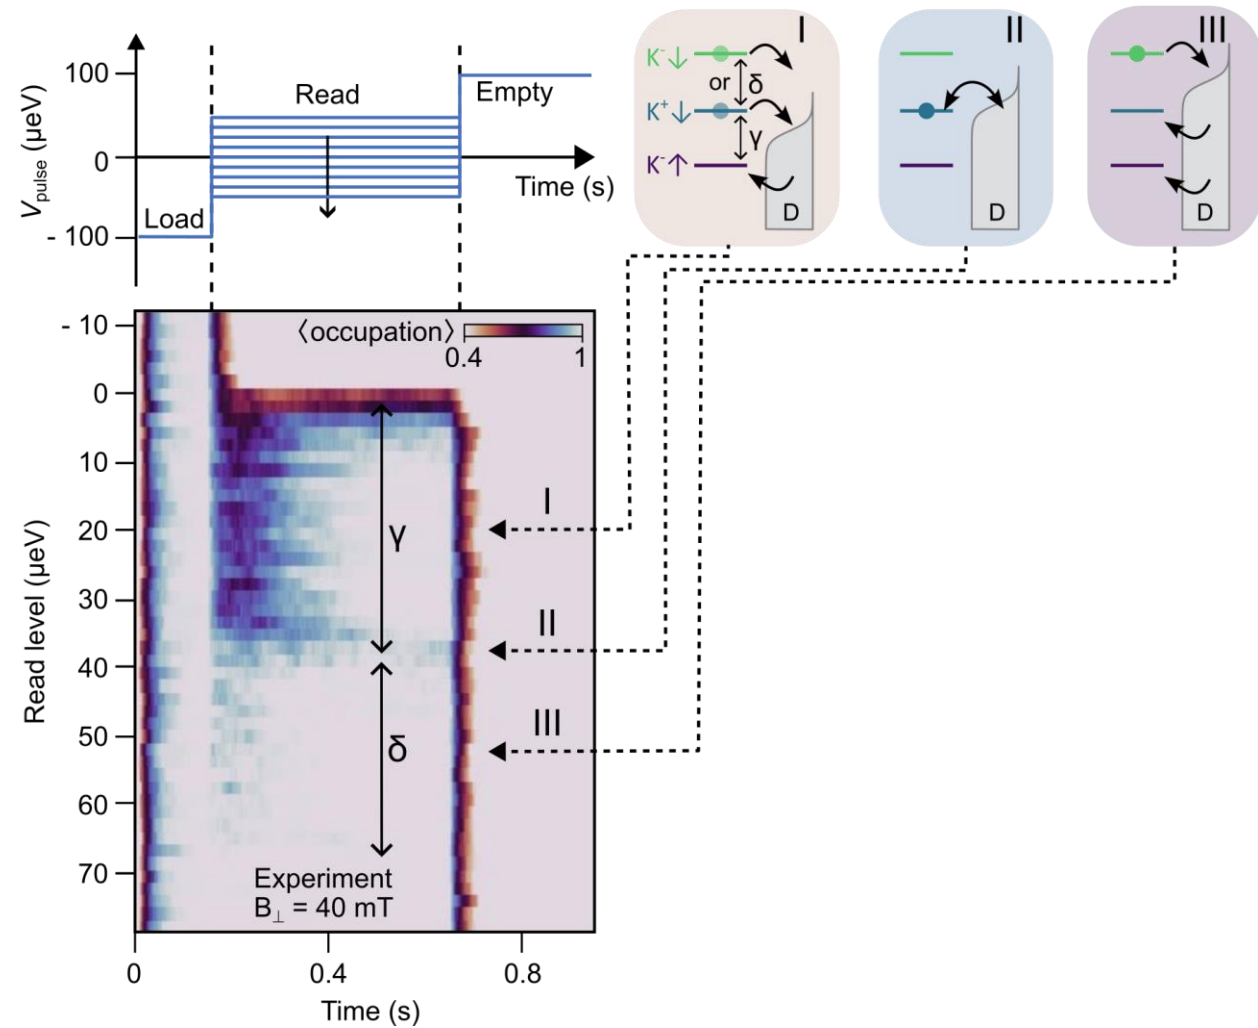 V_pulse (µeV)
100
0
- 100
Load
Read
Empty
Time (s)
I
K⁻↓
or
δ
K⁺↓
γ
K⁻↑
D
II
D
III
D
⟨occupation⟩
0.4
1
Read level (µeV)
- 10
0
10
20
30
40
50
60
70
γ
δ
I
II
III
Experiment
B⊥ = 40 mT
0
0.4
0.8
Time (s)